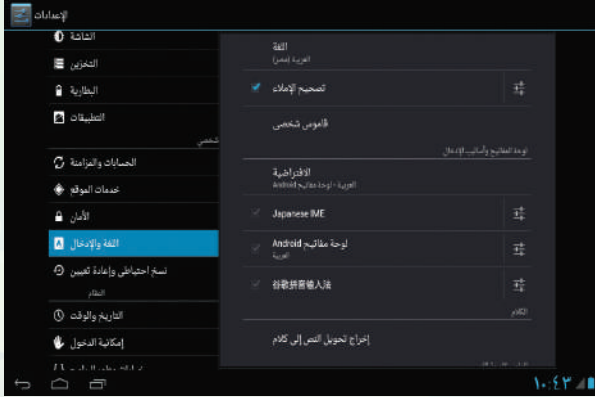 الإعدادات
الشاشة
التخزين
البطارية
التطبيقات
شخصي
الحسابات والمزامنة
خدمات الموقع
الأمان
اللغة والإدخال
نسخ احتياطي وإعادة تعيين
النظام
التاريخ والوقت
إمكانية الدخول
اللغة
العربية (مصر)
تصحيح الإملاء
قاموس شخصي
لوحة المفاتيح وأساليب الإدخال
الافتراضية
العربية - لوحة مفاتيح Android
Japanese IME
لوحة مفاتيح Android
العربية
谷歌拼音输入法
الكلام
إخراج تحويل النص إلى كلام
١٠:٤٣